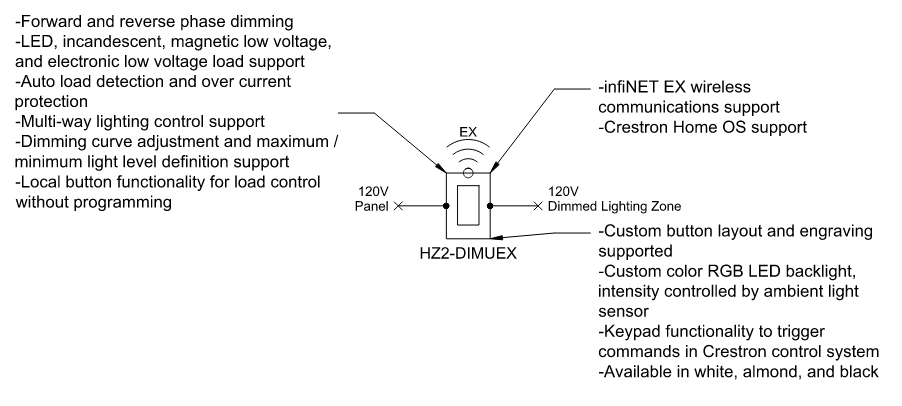 -Forward and reverse phase dimming
-LED, incandescent, magnetic low voltage,
and electronic low voltage load support
-Auto load detection and over current
protection
-Multi-way lighting control support
-Dimming curve adjustment and maximum /
minimum light level definition support
-Local button functionality for load control
without programming
-infiNET EX wireless
communications support
-Crestron Home OS support
EX
120V
Panel
120V
Dimmed Lighting Zone
HZ2-DIMUEX
-Custom button layout and engraving
supported
-Custom color RGB LED backlight,
intensity controlled by ambient light
sensor
-Keypad functionality to trigger
commands in Crestron control system
-Available in white, almond, and black